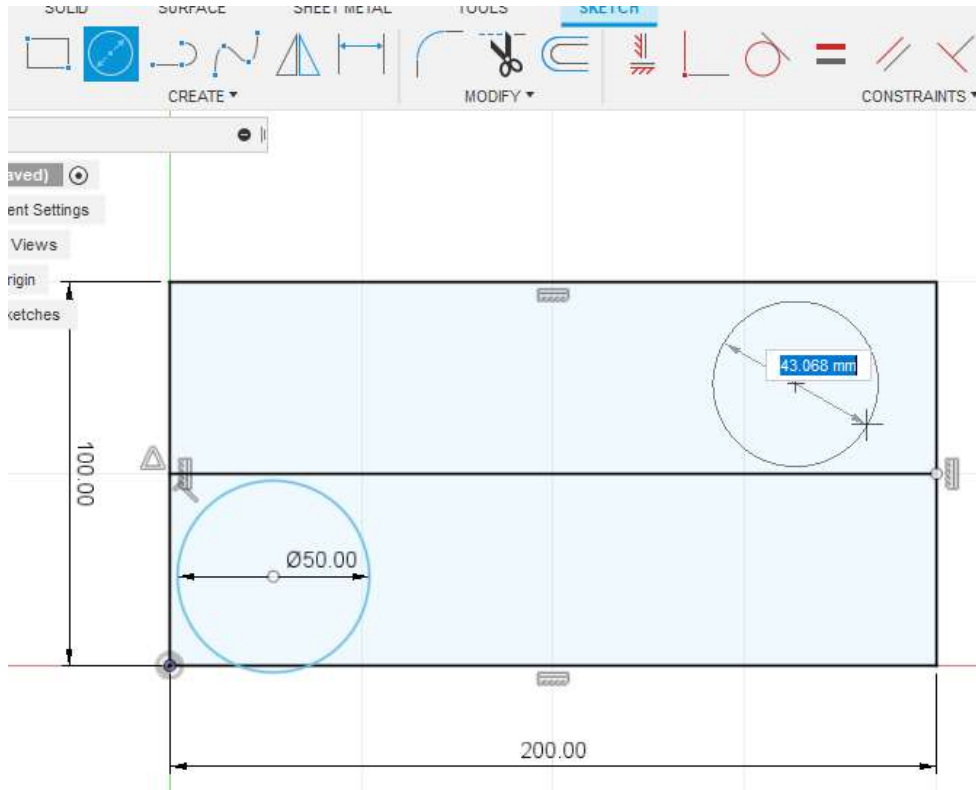 SOLID SURFACE SHEET METAL TOOLS SKETCH
CREATE MODIFY CONSTRAINTS
aved)
ent Settings
Views
rigin
ketches
43.068 mm
100.00
Ø50.00
200.00